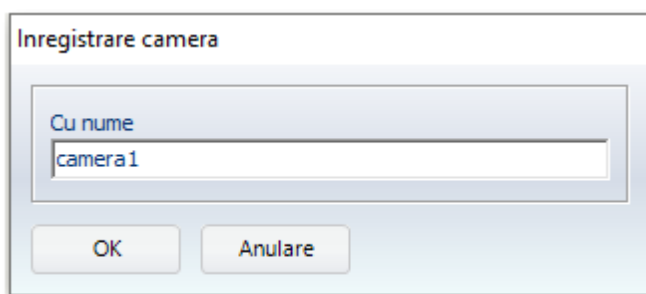 Inregistrare camera
Cu nume
camera1
OK
Anulare